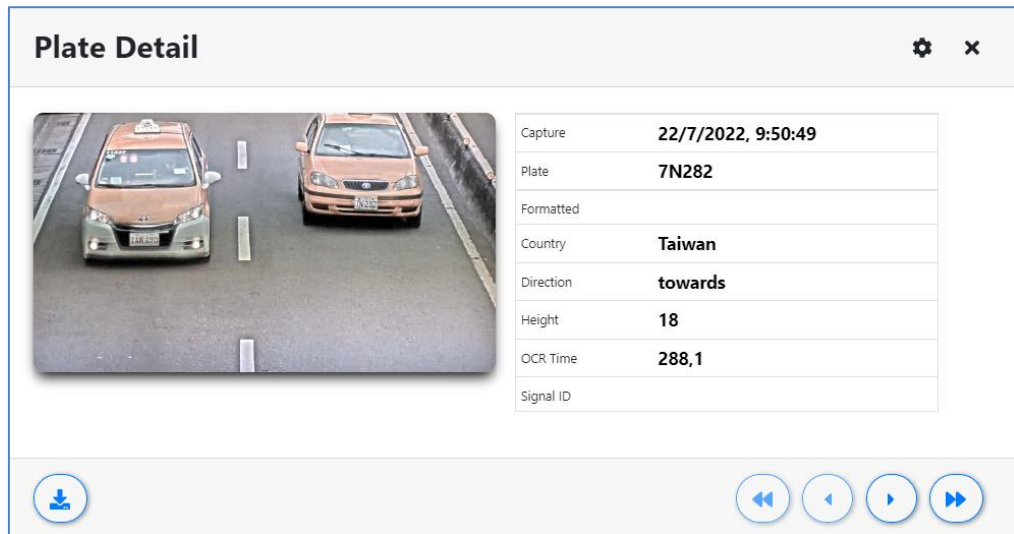 Plate Detail
Capture 22/7/2022, 9:50:49
Plate 7N282
Formatted
Country Taiwan
Direction towards
Height 18
OCR Time 288,1
Signal ID